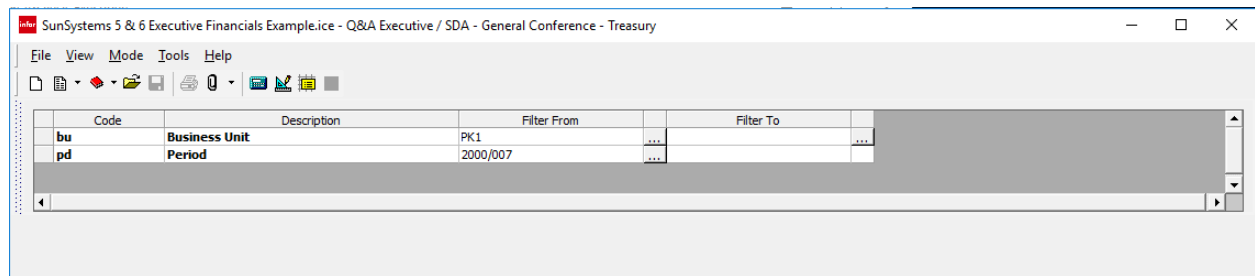 infor SunSystems 5 & 6 Executive Financials Example.ice - Q&A Executive / SDA - General Conference - Treasury
File View Mode Tools Help
Code Description Filter From Filter To
bu Business Unit PK1 ... ...
pd Period 2000/007 ...